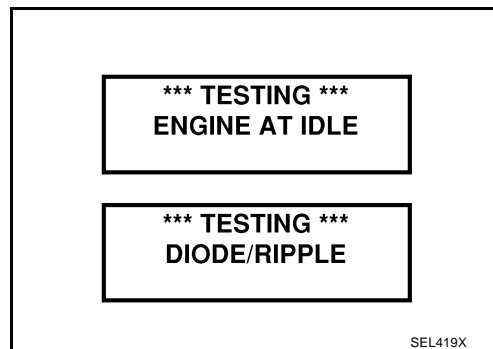 *** TESTING ***
ENGINE AT IDLE
*** TESTING ***
DIODE/RIPPLE
SEL419X